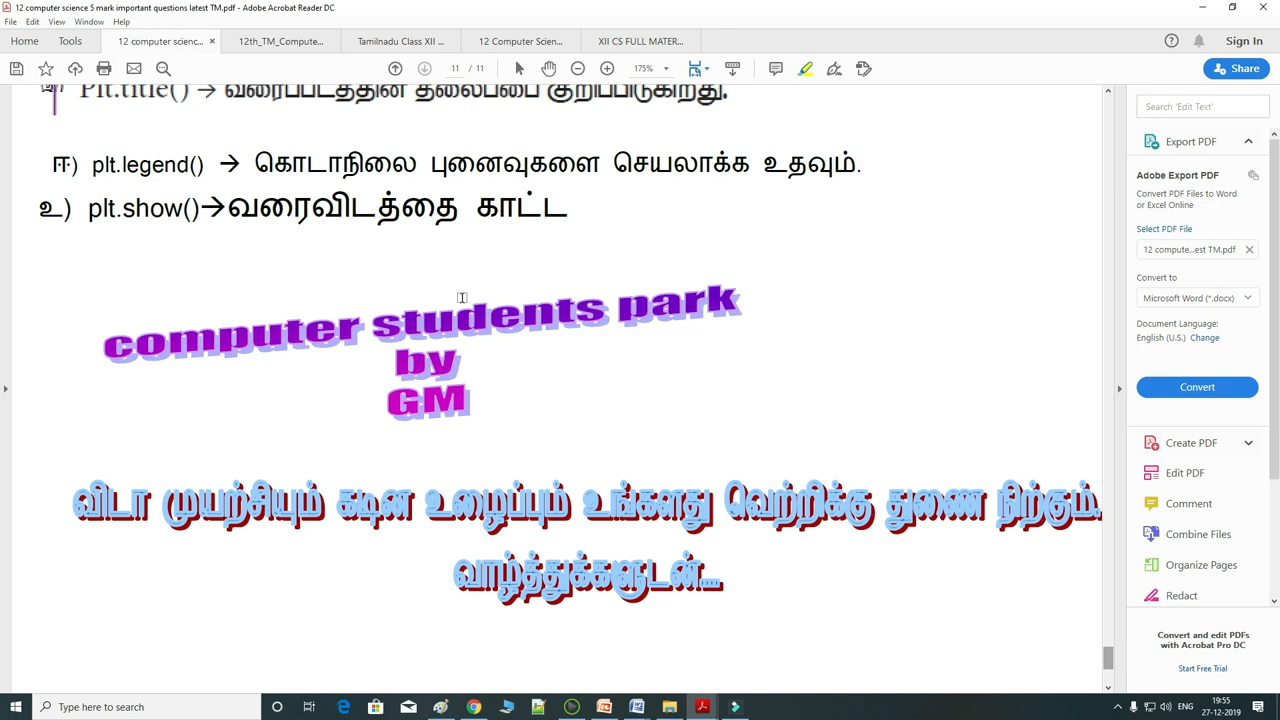 12 computer science 5 mark important questions latest TM.pdf - Adobe Acrobat Reader DC
File Edit View Window Help
Home Tools 12 computer scienc... × 12th_TM_Compute... Tamilnadu Class XII ... 12 Computer Scien... XII CS FULL MATER... Sign In
11 / 11 175% Share
Plt.title() → வரைப்படத்தின் தலைப்பை குறிப்பிடுகிறது.
ஈ) plt.legend() → கொடாநிலை புனைவுகளை செயலாக்க உதவும்.
உ) plt.show()→வரைவிடத்தை காட்ட
computer students park
by
GM
விடா முயற்சியும் கடின உழைப்பும் உங்களது வெற்றிக்கு துணை நிற்கும்.
வாழ்த்துக்களுடன்...
Search 'Edit Text'
Export PDF
Adobe Export PDF
Convert PDF Files to Word
or Excel Online
Select PDF File
12 compute...est TM.pdf
Convert to
Microsoft Word (*.docx)
Document Language:
English (U.S.) Change
Convert
Create PDF
Edit PDF
Comment
Combine Files
Organize Pages
Redact
Convert and edit PDFs
with Acrobat Pro DC
Start Free Trial
Type here to search
ENG
19:55
27-12-2019